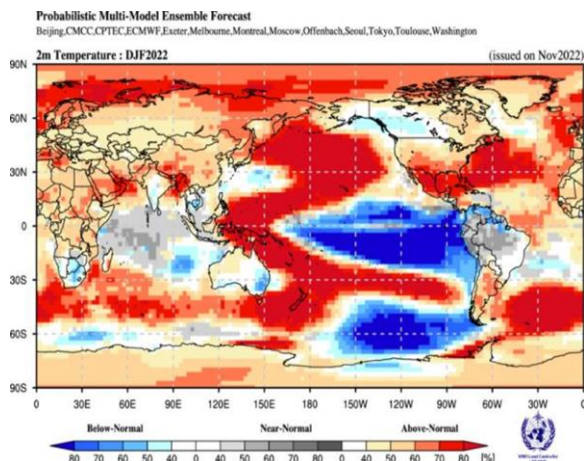 Probabilistic Multi-Model Ensemble Forecast
Beijing,CMCC,CPTEC,ECMWF,Exeter,Melbourne,Montreal,Moscow,Offenbach,Seoul,Tokyo,Toulouse,Washington
2m Temperature : DJF2022 (issued on Nov2022)
90N
60N
30N
0
30S
60S
90S
0 30E 60E 90E 120E 150E 180 150W 120W 90W 60W 30W 0
Below-Normal Near-Normal Above-Normal
80 70 60 50 40 0 40 50 60 70 80 0 40 50 60 70 80 [%]